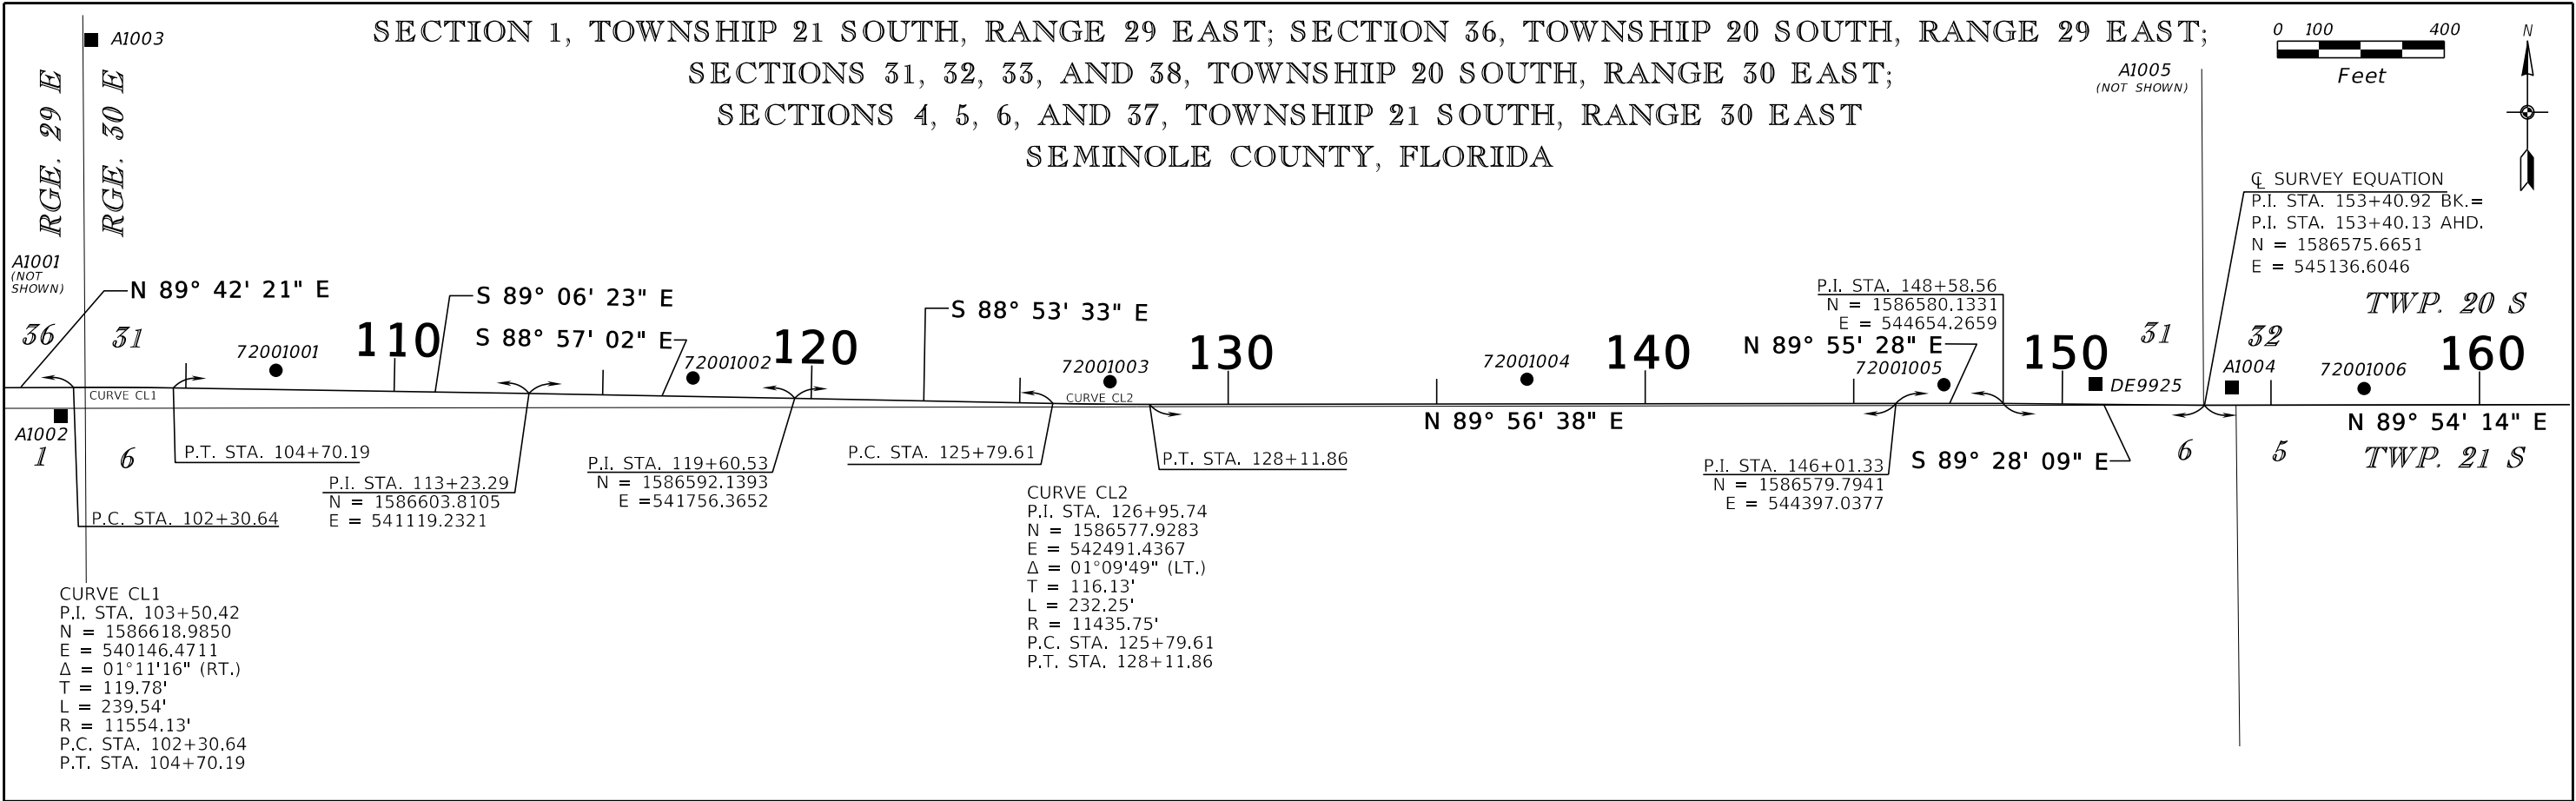 SECTION 1, TOWNSHIP 21 SOUTH, RANGE 29 EAST; SECTION 36, TOWNSHIP 20 SOUTH, RANGE 29 EAST;
SECTIONS 31, 32, 33, AND 38, TOWNSHIP 20 SOUTH, RANGE 30 EAST;
SECTIONS 4, 5, 6, AND 37, TOWNSHIP 21 SOUTH, RANGE 30 EAST
SEMINOLE COUNTY, FLORIDA
0 100 400
Feet
N
A1003
RGE. 29 E
RGE. 30 E
A1005
(NOT SHOWN)
℄ SURVEY EQUATION
P.I. STA. 153+40.92 BK.=
P.I. STA. 153+40.13 AHD.
N = 1586575.6651
E = 545136.6046
A1001
(NOT
SHOWN)
N 89° 42' 21" E
S 89° 06' 23" E
S 88° 57' 02" E
S 88° 53' 33" E
P.I. STA. 148+58.56
N = 1586580.1331
E = 544654.2659
N 89° 55' 28" E
TWP. 20 S
36
31
72001001
110
72001002
120
72001003
130
72001004
140
72001005
150
31
32
A1004
72001006
160
DE9925
CURVE CL1
CURVE CL2
A1002
1
6
N 89° 56' 38" E
N 89° 54' 14" E
S 89° 28' 09" E
6
5
TWP. 21 S
P.T. STA. 104+70.19
P.C. STA. 102+30.64
P.I. STA. 113+23.29
N = 1586603.8105
E = 541119.2321
P.I. STA. 119+60.53
N = 1586592.1393
E =541756.3652
P.C. STA. 125+79.61
P.T. STA. 128+11.86
P.I. STA. 146+01.33
N = 1586579.7941
E = 544397.0377
CURVE CL2
P.I. STA. 126+95.74
N = 1586577.9283
E = 542491.4367
Δ = 01°09'49" (LT.)
T = 116.13'
L = 232.25'
R = 11435.75'
P.C. STA. 125+79.61
P.T. STA. 128+11.86
CURVE CL1
P.I. STA. 103+50.42
N = 1586618.9850
E = 540146.4711
Δ = 01°11'16" (RT.)
T = 119.78'
L = 239.54'
R = 11554.13'
P.C. STA. 102+30.64
P.T. STA. 104+70.19